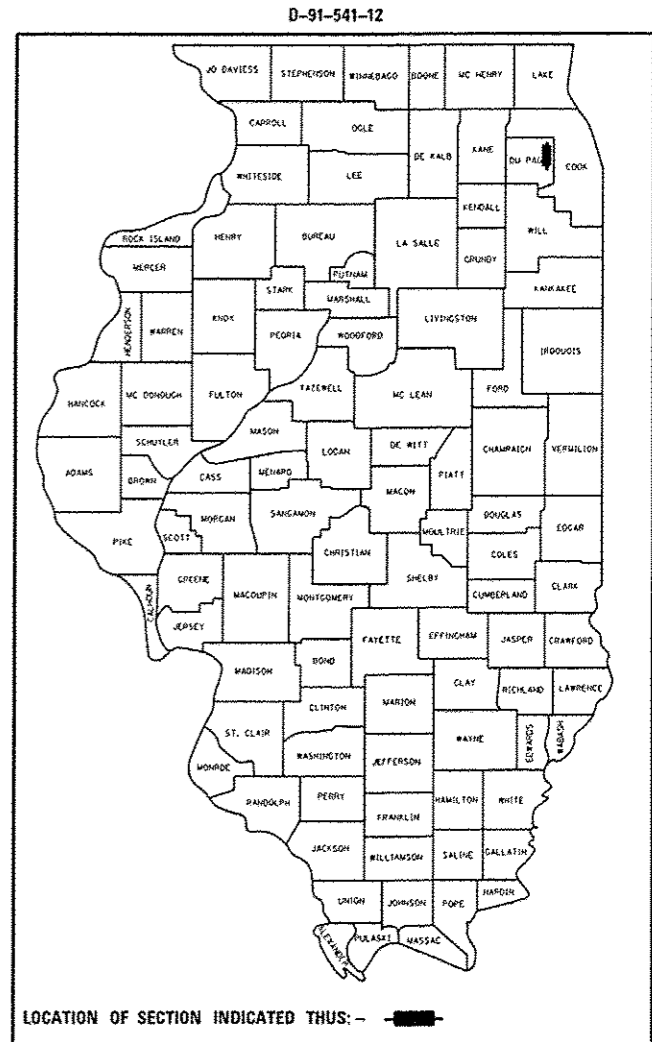 D-91-541-12
JO DAVIESS STEPHENSON WINNEBAGO BOONE MC HENRY LAKE
CARROLL OGLE DE KALB KANE DU PAG COOK
WHITESIDE LEE
KENDALL
ROCK ISLAND HENRY BUREAU LA SALLE WILL
MERCER PUTNAM GRUNDY
STARK MARSHALL KANKAKEE
HENDERSON WARREN KNOX PEORIA WOODFORD LIVINGSTON IROQUOIS
HANCOCK MC DONOUGH FULTON TAZEWELL MC LEAN FORD
SCHUYLER MASON LOGAN DE WITT CHAMPAIGN VERMILION
ADAMS BROWN CASS MENARD MACON PIATT
MORGAN SANGAMON DOUGLAS EDGAR
PIKE SCOTT CHRISTIAN MOULTRIE COLES
CALHOUN GREENE MACOUPIN MONTGOMERY SHELBY CUMBERLAND CLARK
JERSEY FAYETTE EFFINGHAM JASPER CRAWFORD
MADISON BOND CLAY RICHLAND LAWRENCE
CLINTON MARION
ST. CLAIR WAYNE EDWARDS WABASH
MONROE WASHINGTON JEFFERSON
RANDOLPH PERRY HAMILTON WHITE
FRANKLIN
JACKSON WILLIAMSON SALINE GALLATIN
UNION JOHNSON POPE HARDIN
ALEXANDER PULASKI MASSAC
LOCATION OF SECTION INDICATED THUS: -